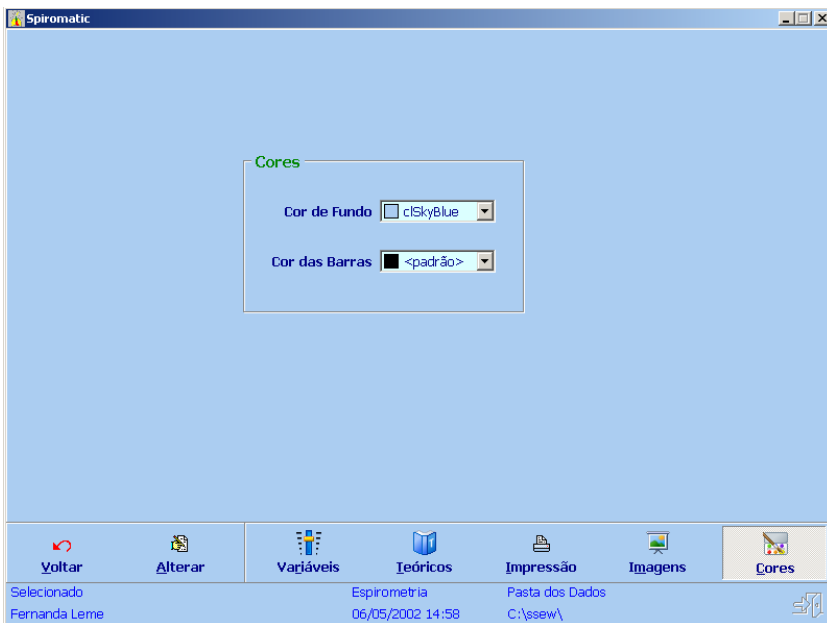 Spiromatic
Cores
Cor de Fundo clSkyBlue
Cor das Barras <padrão>
Voltar Alterar Variáveis Teóricos Impressão Imagens Cores
Selecionado Espirometria Pasta dos Dados
Fernanda Leme 06/05/2002 14:58 C:\ssew\